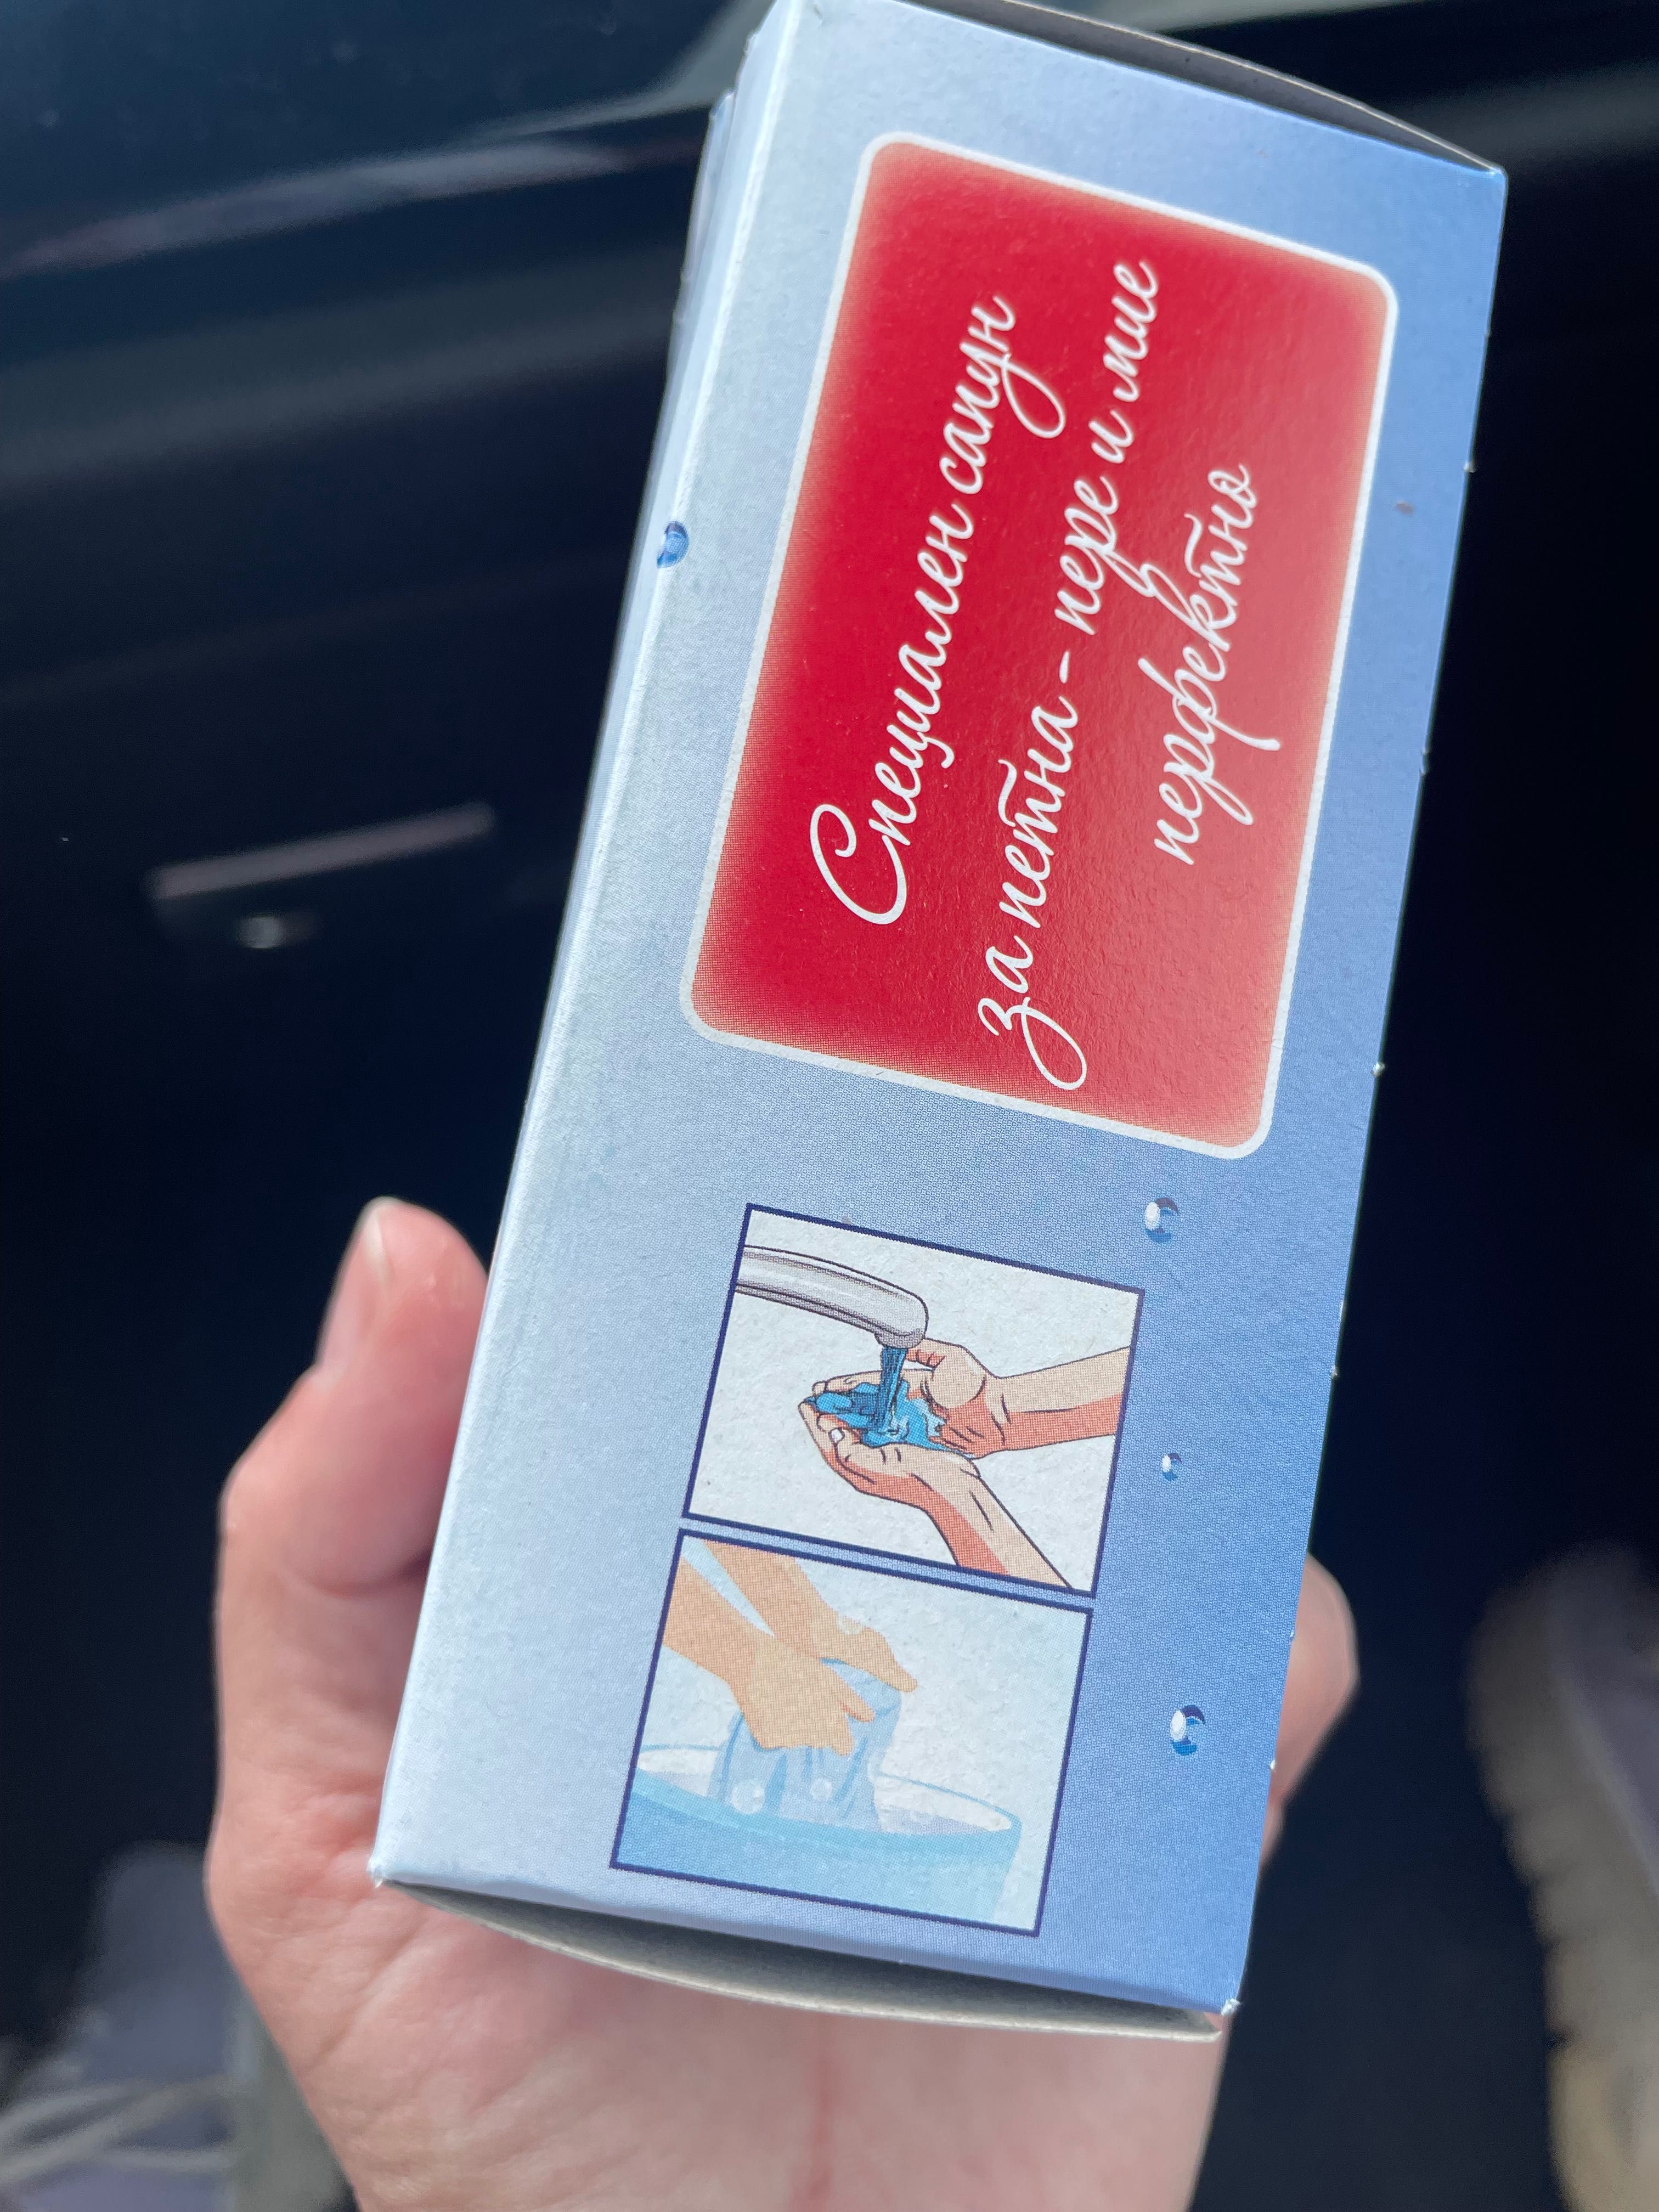 Специален сапун
за петна - пере и мие
перфектно